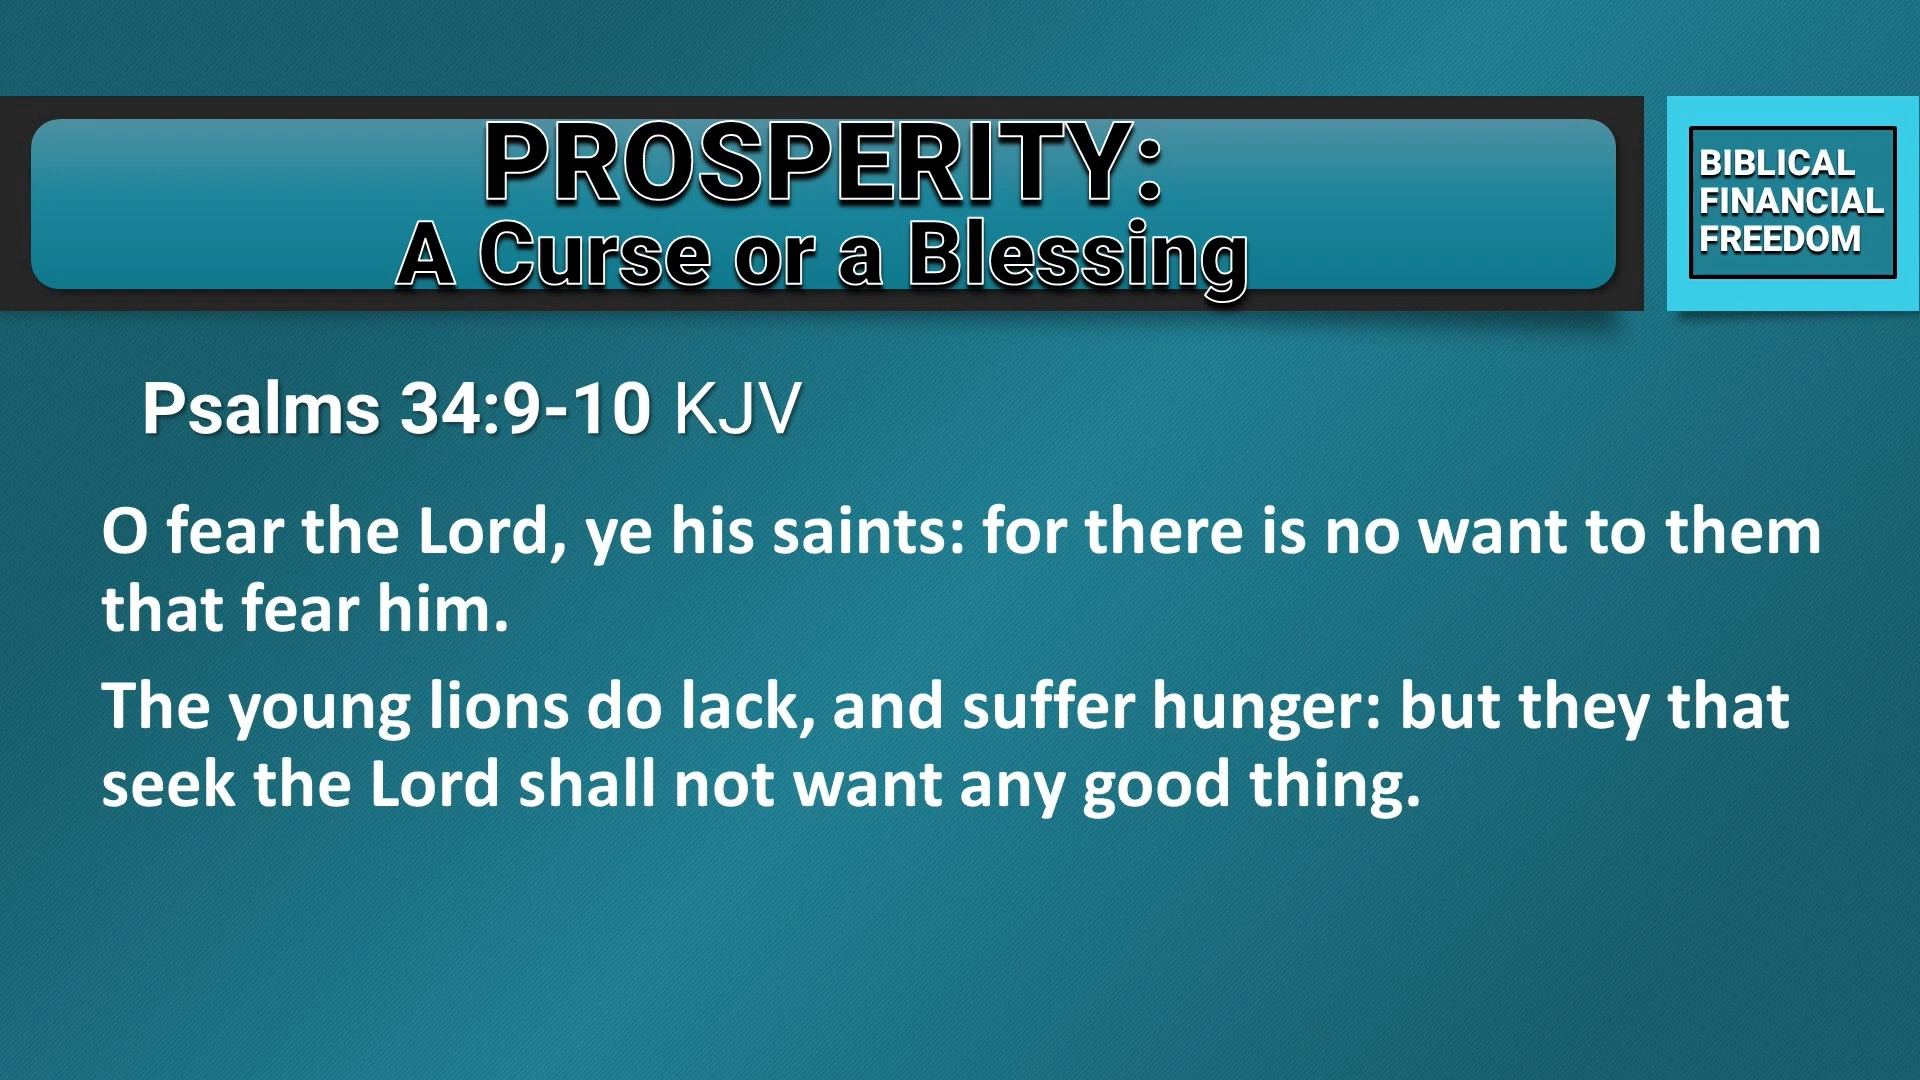 PROSPERITY:
A Curse or a Blessing
BIBLICAL
FINANCIAL
FREEDOM
Psalms 34:9-10 KJV
O fear the Lord, ye his saints: for there is no want to them
that fear him.
The young lions do lack, and suffer hunger: but they that
seek the Lord shall not want any good thing.